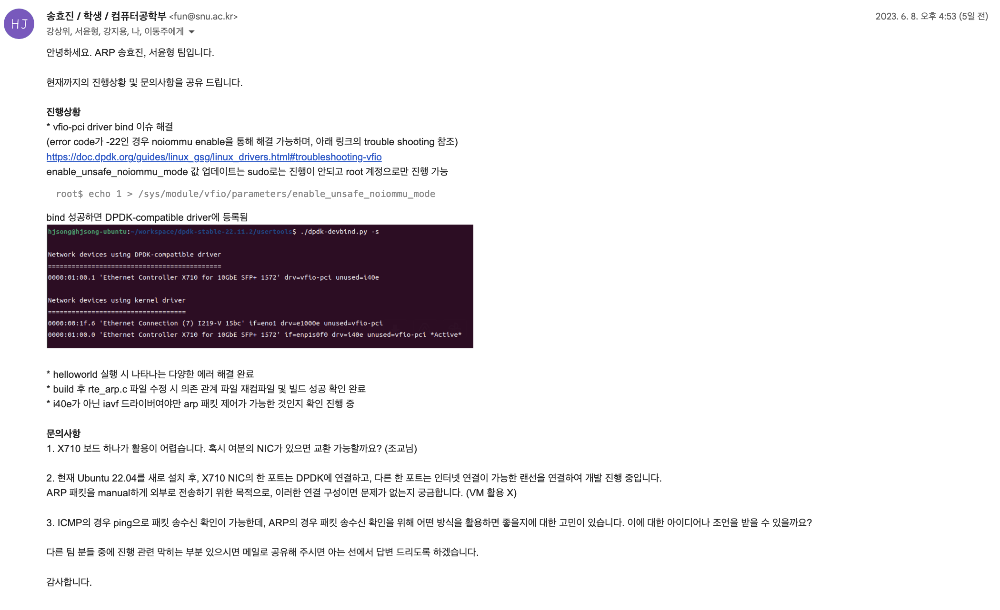 HJ
송효진 / 학생 / 컴퓨터공학부 <fun@snu.ac.kr>
2023. 6. 8. 오후 4:53 (5일 전)
강상위, 서윤형, 강지용, 나, 이동주에게
안녕하세요. ARP 송효진, 서윤형 팀입니다.
현재까지의 진행상황 및 문의사항을 공유 드립니다.
진행상황
* vfio-pci driver bind 이슈 해결
(error code가 -22인 경우 noiommu enable을 통해 해결 가능하며, 아래 링크의 trouble shooting 참조)
https://doc.dpdk.org/guides/linux_gsg/linux_drivers.html#troubleshooting-vfio
enable_unsafe_noiommu_mode 값 업데이트는 sudo로는 진행이 안되고 root 계정으로만 진행 가능
root$ echo 1 > /sys/module/vfio/parameters/enable_unsafe_noiommu_mode
bind 성공하면 DPDK-compatible driver에 등록됨
hjsong@hjsong-ubuntu:~/workspace/dpdk-stable-22.11.2/usertools$ ./dpdk-devbind.py -s
Network devices using DPDK-compatible driver
============================================
0000:01:00.1 'Ethernet Controller X710 for 10GbE SFP+ 1572' drv=vfio-pci unused=i40e
Network devices using kernel driver
===================================
0000:00:1f.6 'Ethernet Connection (7) I219-V 15bc' if=eno1 drv=e1000e unused=vfio-pci
0000:01:00.0 'Ethernet Controller X710 for 10GbE SFP+ 1572' if=enp1s0f0 drv=i40e unused=vfio-pci *Active*
* helloworld 실행 시 나타나는 다양한 에러 해결 완료
* build 후 rte_arp.c 파일 수정 시 의존 관계 파일 재컴파일 및 빌드 성공 확인 완료
* i40e가 아닌 iavf 드라이버여야만 arp 패킷 제어가 가능한 것인지 확인 진행 중
문의사항
1. X710 보드 하나가 활용이 어렵습니다. 혹시 여분의 NIC가 있으면 교환 가능할까요? (조교님)
2. 현재 Ubuntu 22.04를 새로 설치 후, X710 NIC의 한 포트는 DPDK에 연결하고, 다른 한 포트는 인터넷 연결이 가능한 랜선을 연결하여 개발 진행 중입니다.
ARP 패킷을 manual하게 외부로 전송하기 위한 목적으로, 이러한 연결 구성이면 문제가 없는지 궁금합니다. (VM 활용 X)
3. ICMP의 경우 ping으로 패킷 송수신 확인이 가능한데, ARP의 경우 패킷 송수신 확인을 위해 어떤 방식을 활용하면 좋을지에 대한 고민이 있습니다. 이에 대한 아이디어나 조언을 받을 수 있을까요?
다른 팀 분들 중에 진행 관련 막히는 부분 있으시면 메일로 공유해 주시면 아는 선에서 답변 드리도록 하겠습니다.
감사합니다.